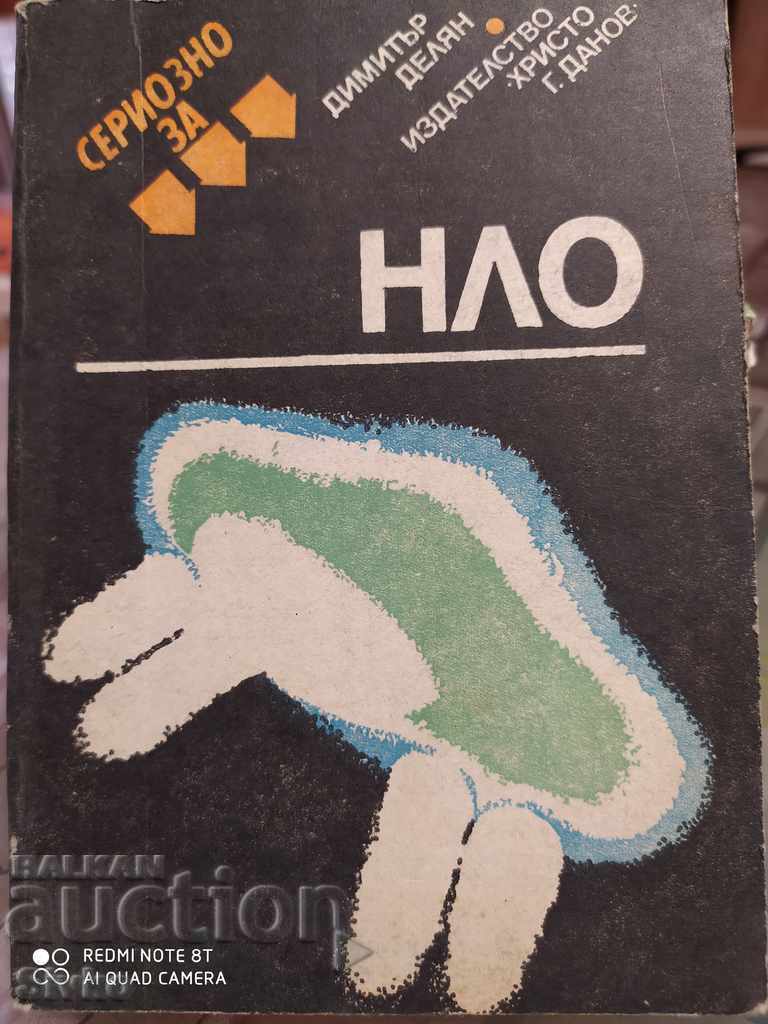 СЕРИОЗНО
ЗА
ДИМИТЪР
ДЕЛЯН
ИЗДАТЕЛСТВО
ХРИСТО
Г. ДАНОВ
НЛО
BALKAN
auction
REDMI NOTE 8T
AI QUAD CAMERA